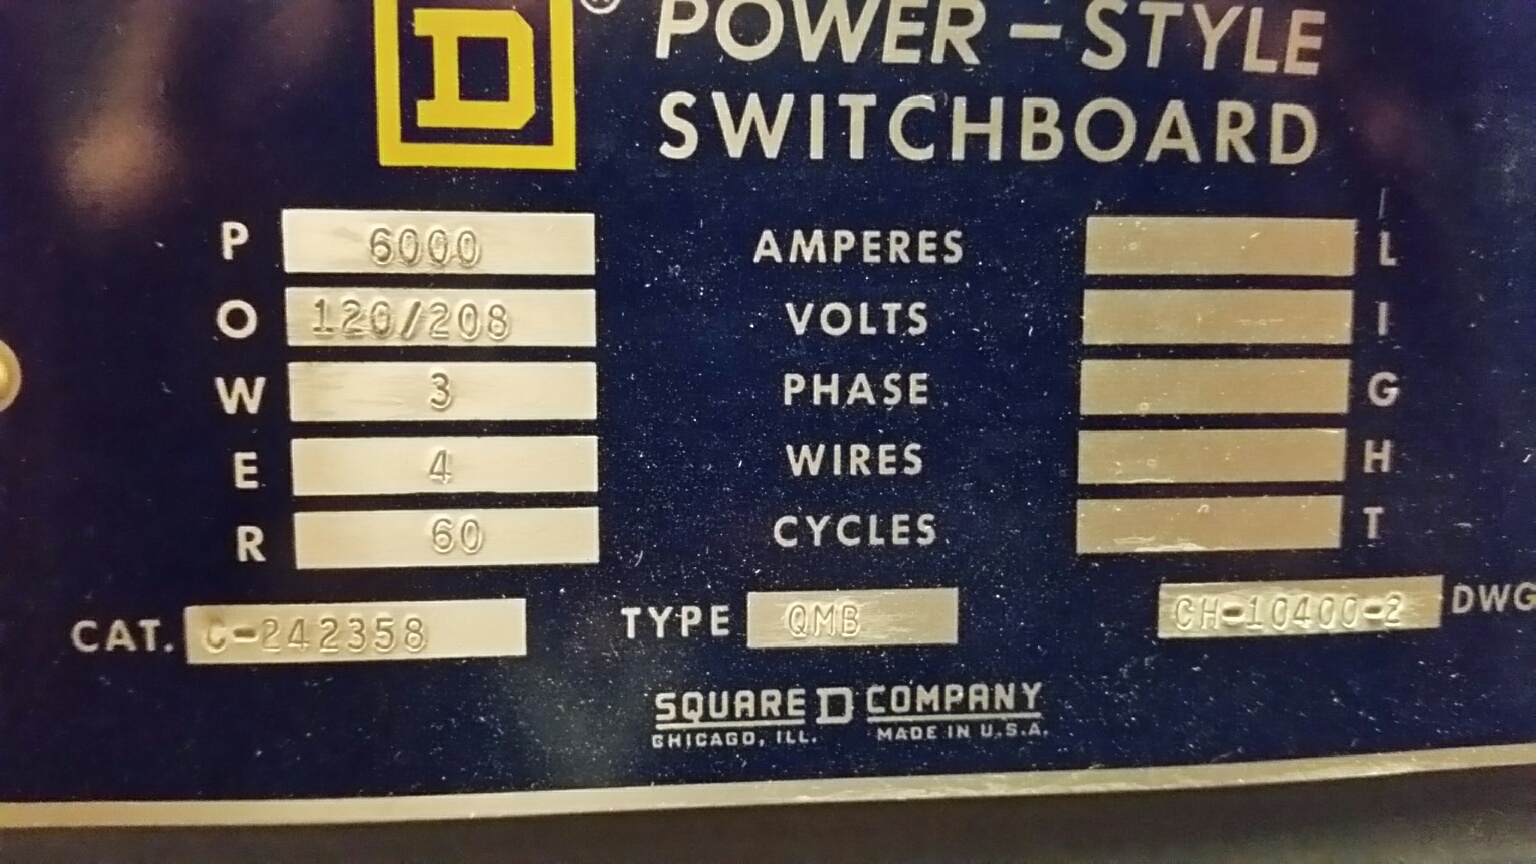 D ®
POWER-STYLE
SWITCHBOARD
P 6000 AMPERES L
O 120/208 VOLTS I
W 3 PHASE G
E 4 WIRES H
R 60 CYCLES T
CAT. C-242358 TYPE QMB CH-10400-2 DWG
SQUARE D COMPANY
CHICAGO, ILL. MADE IN U.S.A.